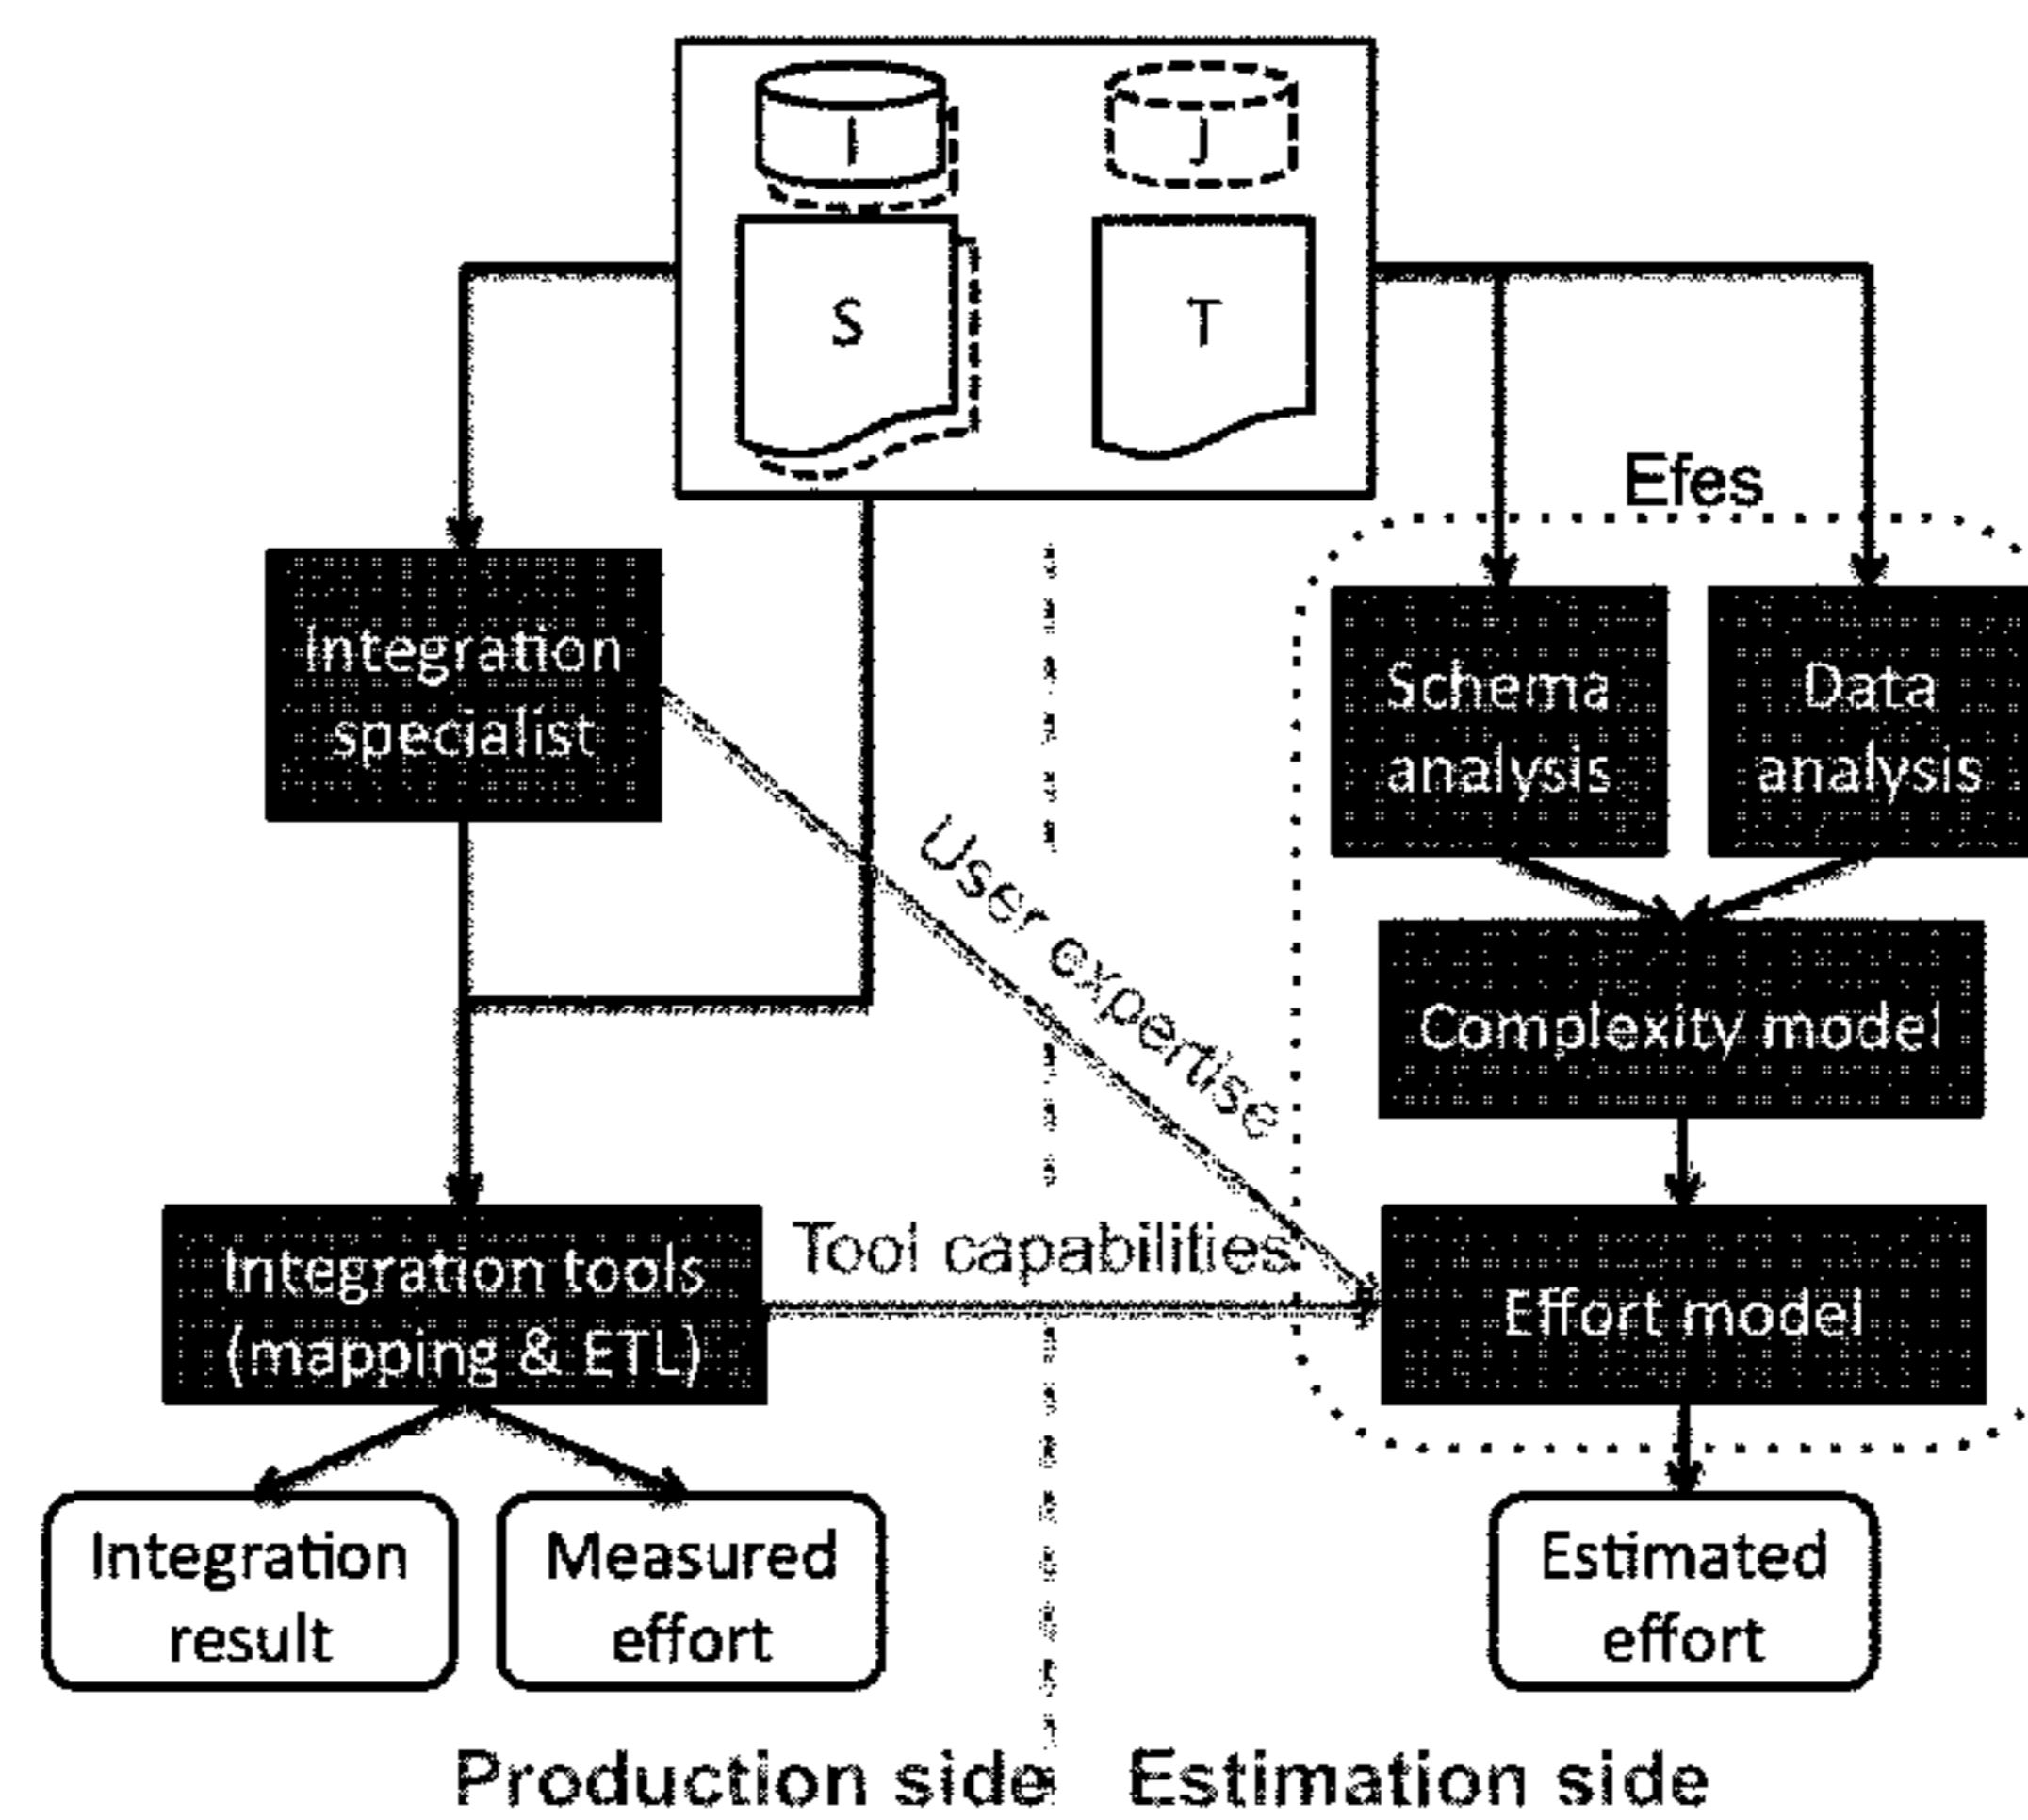 I
J
S
T
Efes
Integration
specialist
Schema
analysis
Data
analysis
User expertise
Complexity model
Tool capabilities
Integration tools
(mapping & ETL)
Effort model
Integration
result
Measured
effort
Estimated
effort
Production side
Estimation side